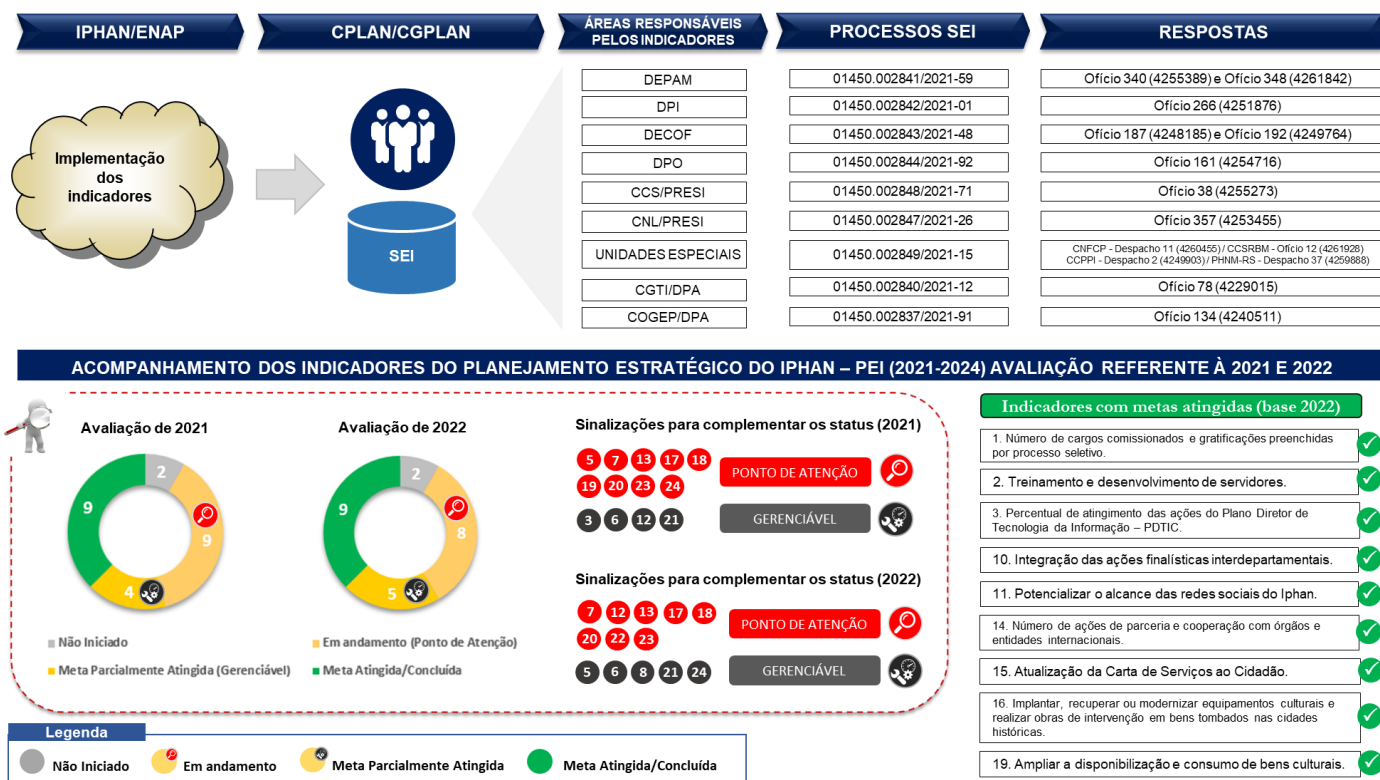 IPHAN/ENAP
CPLAN/CGPLAN
ÁREAS RESPONSÁVEIS
PELOS INDICADORES
PROCESSOS SEI
RESPOSTAS
Implementação
dos
indicadores
SEI
DEPAM
01450.002841/2021-59
Ofício 340 (4255389) e Ofício 348 (4261842)
DPI
01450.002842/2021-01
Ofício 266 (4251876)
DECOF
01450.002843/2021-48
Ofício 187 (4248185) e Ofício 192 (4249764)
DPO
01450.002844/2021-92
Ofício 161 (4254716)
CCS/PRESI
01450.002848/2021-71
Ofício 38 (4255273)
CNL/PRESI
01450.002847/2021-26
Ofício 357 (4253455)
UNIDADES ESPECIAIS
01450.002849/2021-15
CNFCP - Despacho 11 (4260455) / CCSRBM - Ofício 12 (4261928)
CCPPI - Despacho 2 (4249903) / PHNM-RS - Despacho 37 (4259888)
CGTI/DPA
01450.002840/2021-12
Ofício 78 (4229015)
COGEP/DPA
01450.002837/2021-91
Ofício 134 (4240511)
ACOMPANHAMENTO DOS INDICADORES DO PLANEJAMENTO ESTRATÉGICO DO IPHAN – PEI (2021-2024) AVALIAÇÃO REFERENTE À 2021 E 2022
Avaliação de 2021
2
9
9
4
Avaliação de 2022
2
9
8
5
Não Iniciado
Em andamento (Ponto de Atenção)
Meta Parcialmente Atingida (Gerenciável)
Meta Atingida/Concluída
Sinalizações para complementar os status (2021)
5 7 13 17 18
19 20 23 24
PONTO DE ATENÇÃO
3 6 12 21
GERENCIÁVEL
Sinalizações para complementar os status (2022)
7 12 13 17 18
20 22 23
PONTO DE ATENÇÃO
5 6 8 21 24
GERENCIÁVEL
Indicadores com metas atingidas (base 2022)
1. Número de cargos comissionados e gratificações preenchidas
por processo seletivo.
2. Treinamento e desenvolvimento de servidores.
3. Percentual de atingimento das ações do Plano Diretor de
Tecnologia da Informação – PDTIC.
10. Integração das ações finalísticas interdepartamentais.
11. Potencializar o alcance das redes sociais do Iphan.
14. Número de ações de parceria e cooperação com órgãos e
entidades internacionais.
15. Atualização da Carta de Serviços ao Cidadão.
16. Implantar, recuperar ou modernizar equipamentos culturais e
realizar obras de intervenção em bens tombados nas cidades
históricas.
19. Ampliar a disponibilização e consumo de bens culturais.
Legenda
Não Iniciado
Em andamento
Meta Parcialmente Atingida
Meta Atingida/Concluída